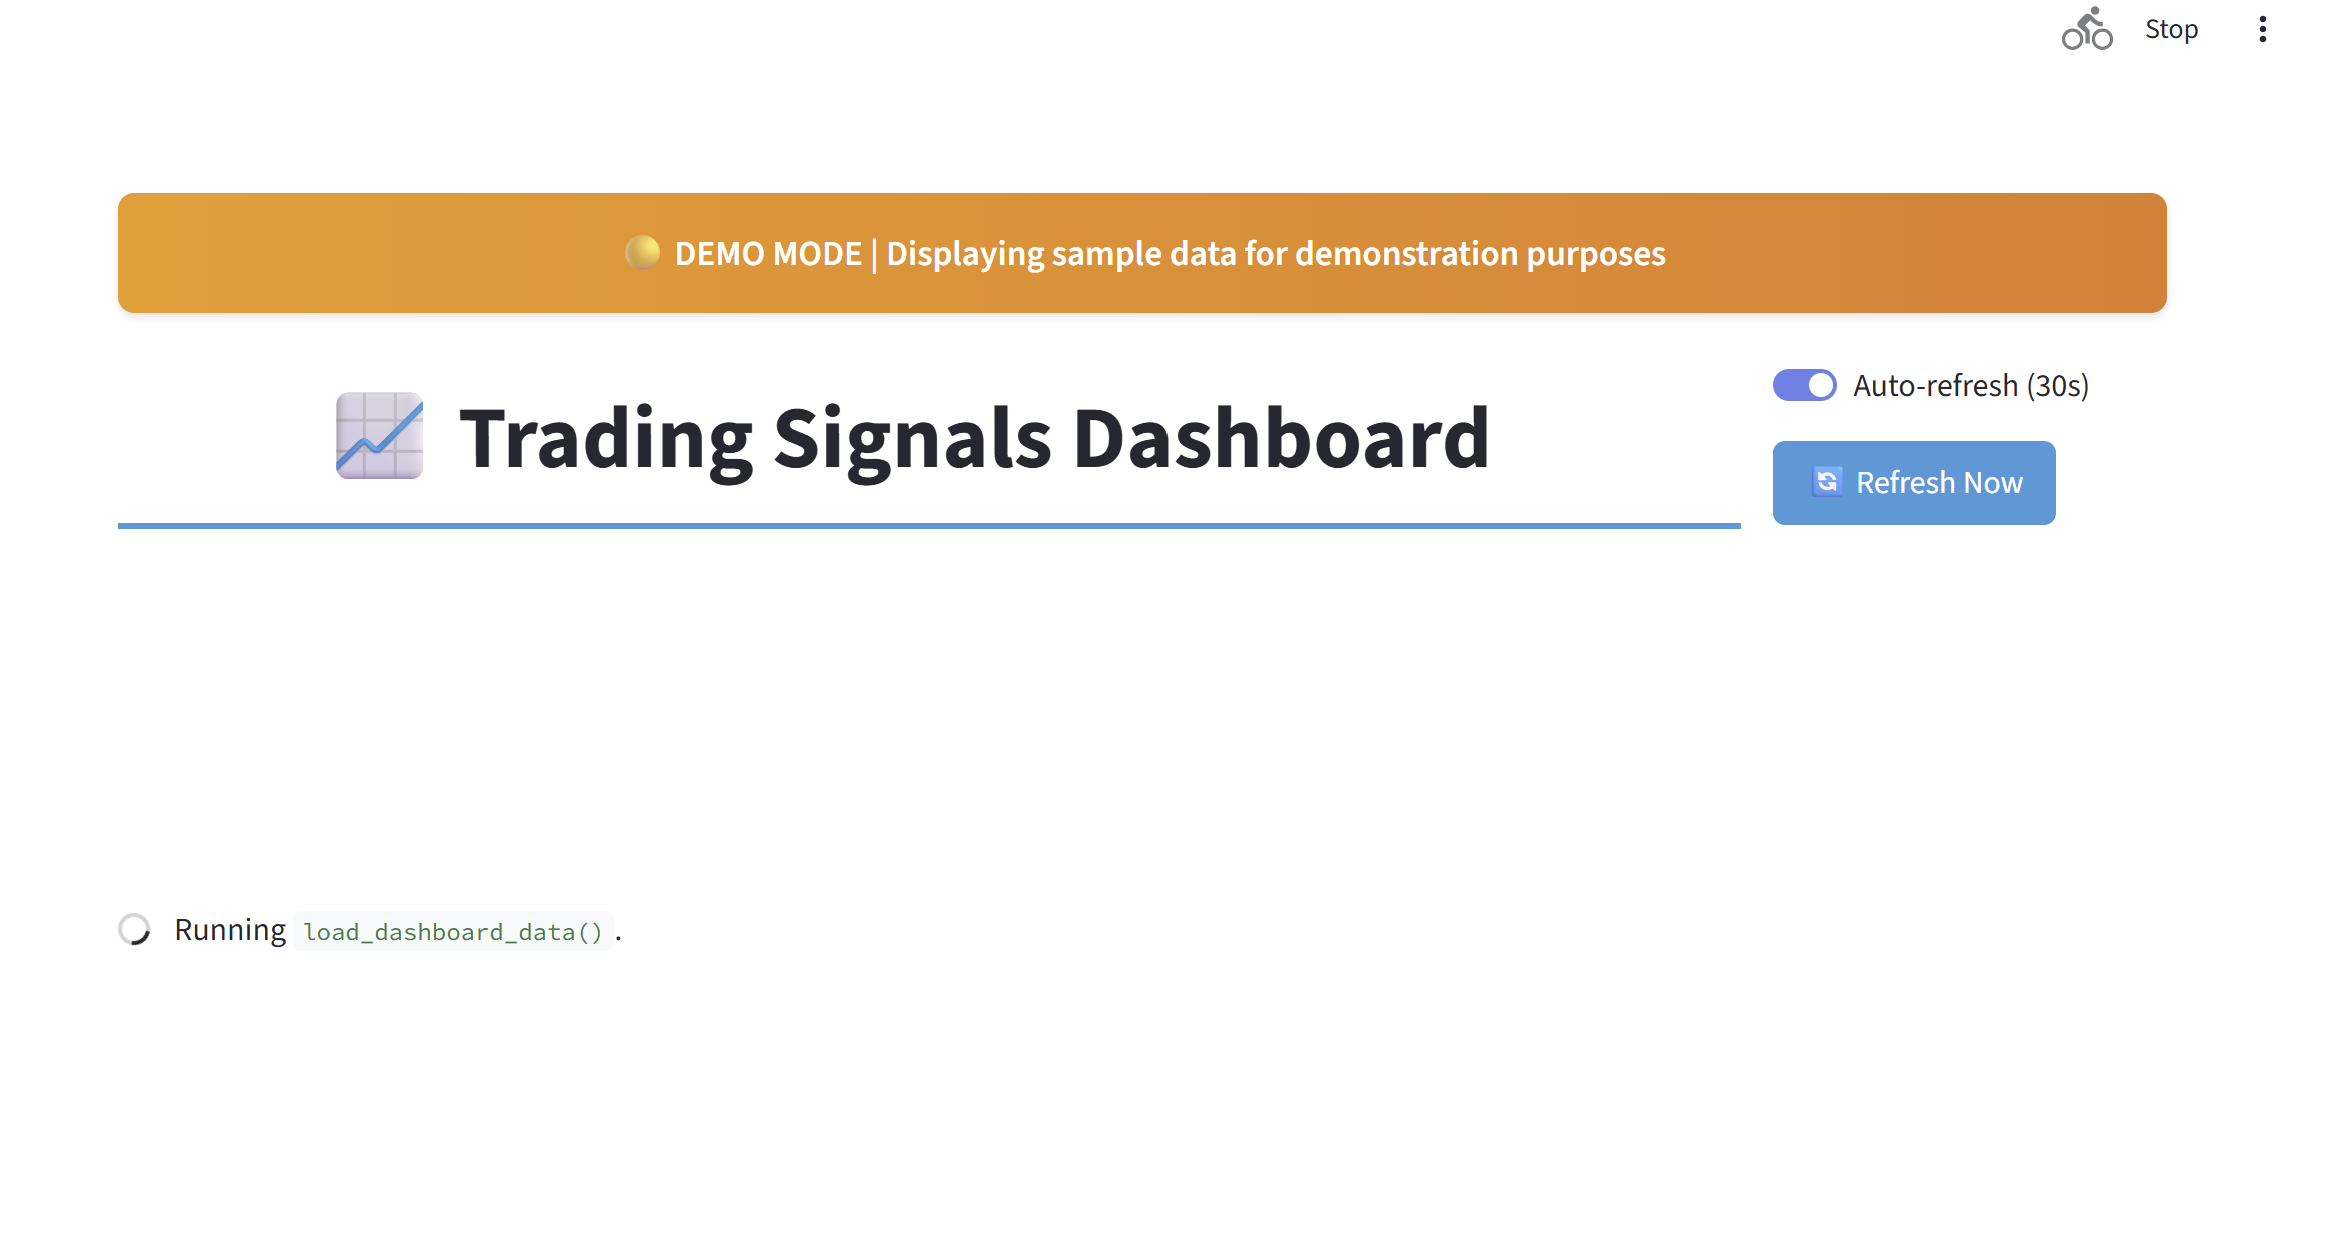 Stop
DEMO MODE | Displaying sample data for demonstration purposes
Trading Signals Dashboard
Auto-refresh (30s)
Refresh Now
Running load_dashboard_data().